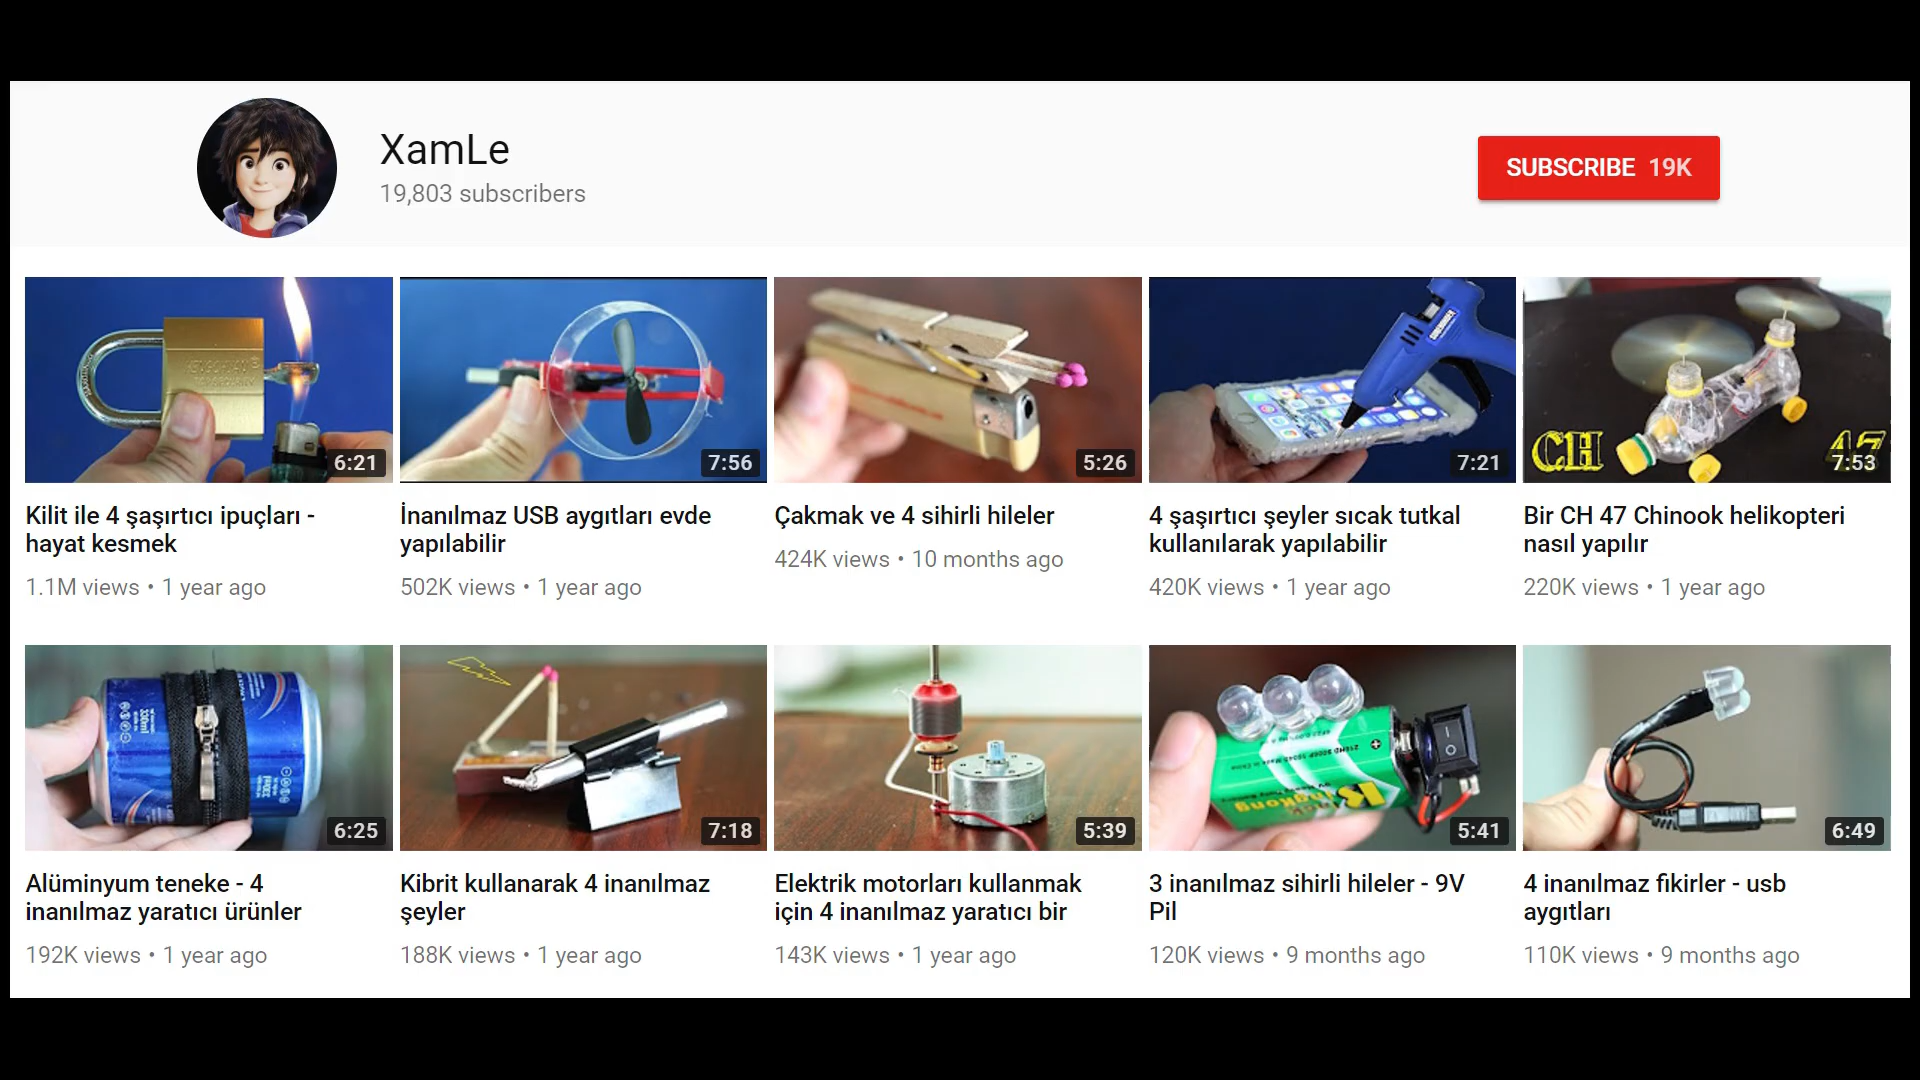 XamLe
19,803 subscribers
SUBSCRIBE 19K
6:21
7:56
5:26
7:21
CH 47
7:53
Kilit ile 4 şaşırtıcı ipuçları -
hayat kesmek
1.1M views • 1 year ago
İnanılmaz USB aygıtları evde
yapılabilir
502K views • 1 year ago
Çakmak ve 4 sihirli hileler
424K views • 10 months ago
4 şaşırtıcı şeyler sıcak tutkal
kullanılarak yapılabilir
420K views • 1 year ago
Bir CH 47 Chinook helikopteri
nasıl yapılır
220K views • 1 year ago
6:25
7:18
5:39
KingKong
5:41
6:49
Alüminyum teneke - 4
inanılmaz yaratıcı ürünler
192K views • 1 year ago
Kibrit kullanarak 4 inanılmaz
şeyler
188K views • 1 year ago
Elektrik motorları kullanmak
için 4 inanılmaz yaratıcı bir
143K views • 1 year ago
3 inanılmaz sihirli hileler - 9V
Pil
120K views • 9 months ago
4 inanılmaz fikirler - usb
aygıtları
110K views • 9 months ago